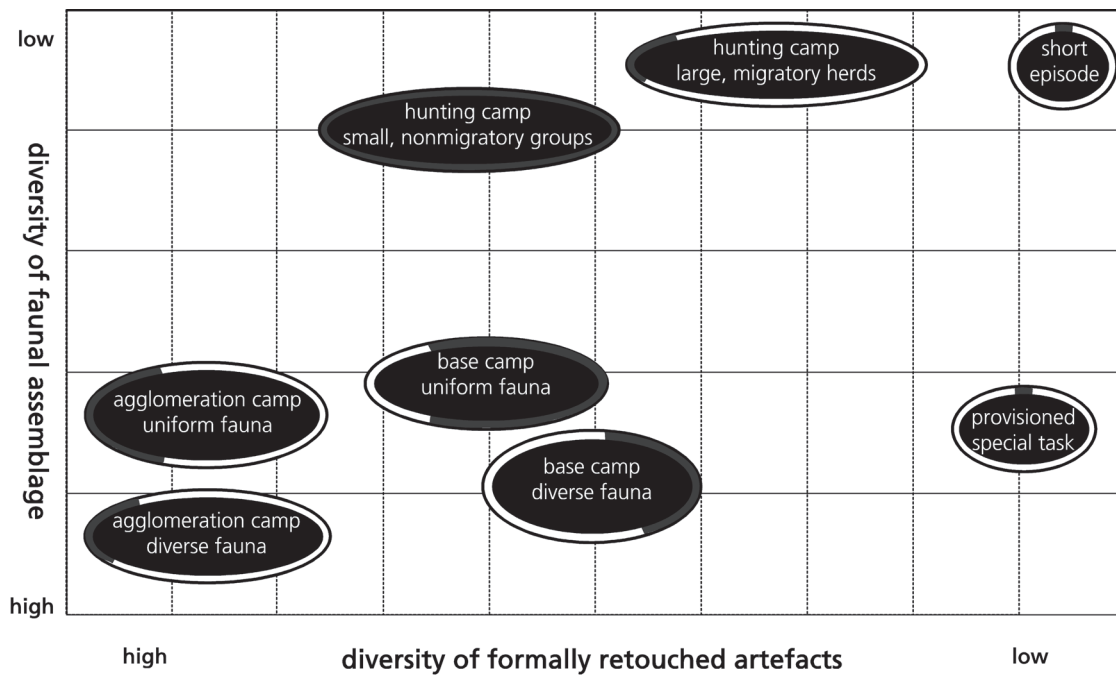 low
hunting camp
large, migratory herds
short
episode
hunting camp
small, nonmigratory groups
diversity of faunal assemblage
base camp
uniform fauna
agglomeration camp
uniform fauna
provisioned
special task
base camp
diverse fauna
agglomeration camp
diverse fauna
high
high
diversity of formally retouched artefacts
low